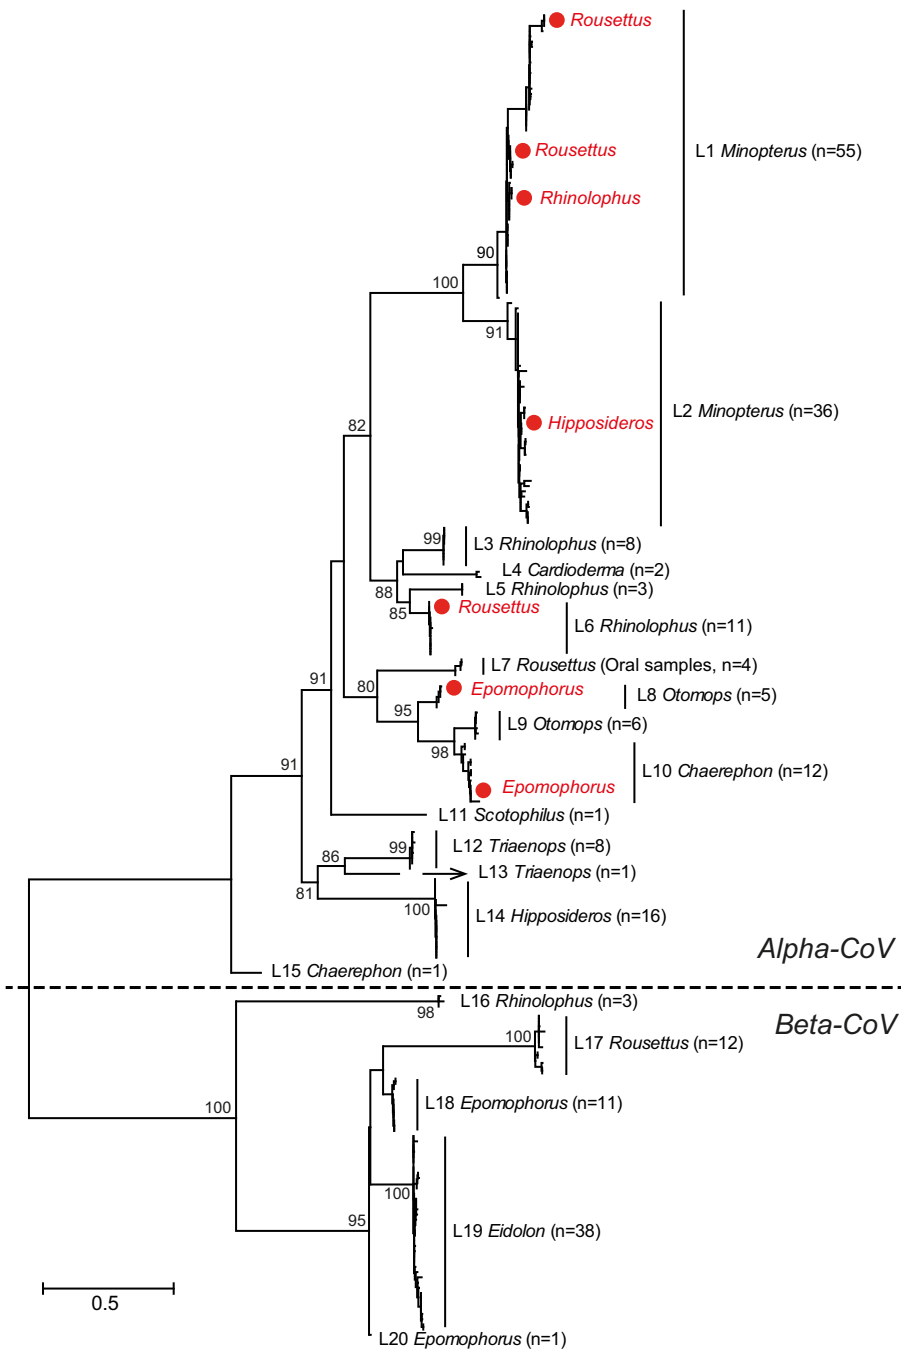 Rousettus
Rousettus
L1 Minopterus (n=55)
Rhinolophus
90
100
91
L2 Minopterus (n=36)
Hipposideros
82
99
L3 Rhinolophus (n=8)
L4 Cardioderma (n=2)
88
L5 Rhinolophus (n=3)
85
Rousettus
L6 Rhinolophus (n=11)
L7 Rousettus (Oral samples, n=4)
91
80
Epomophorus
L8 Otomops (n=5)
95
L9 Otomops (n=6)
98
91
L10 Chaerephon (n=12)
Epomophorus
L11 Scotophilus (n=1)
99
L12 Triaenops (n=8)
86
L13 Triaenops (n=1)
81
100
L14 Hipposideros (n=16)
Alpha-CoV
L15 Chaerephon (n=1)
L16 Rhinolophus (n=3)
98
Beta-CoV
100
L17 Rousettus (n=12)
100
L18 Epomophorus (n=11)
100
95
L19 Eidolon (n=38)
0.5
L20 Epomophorus (n=1)